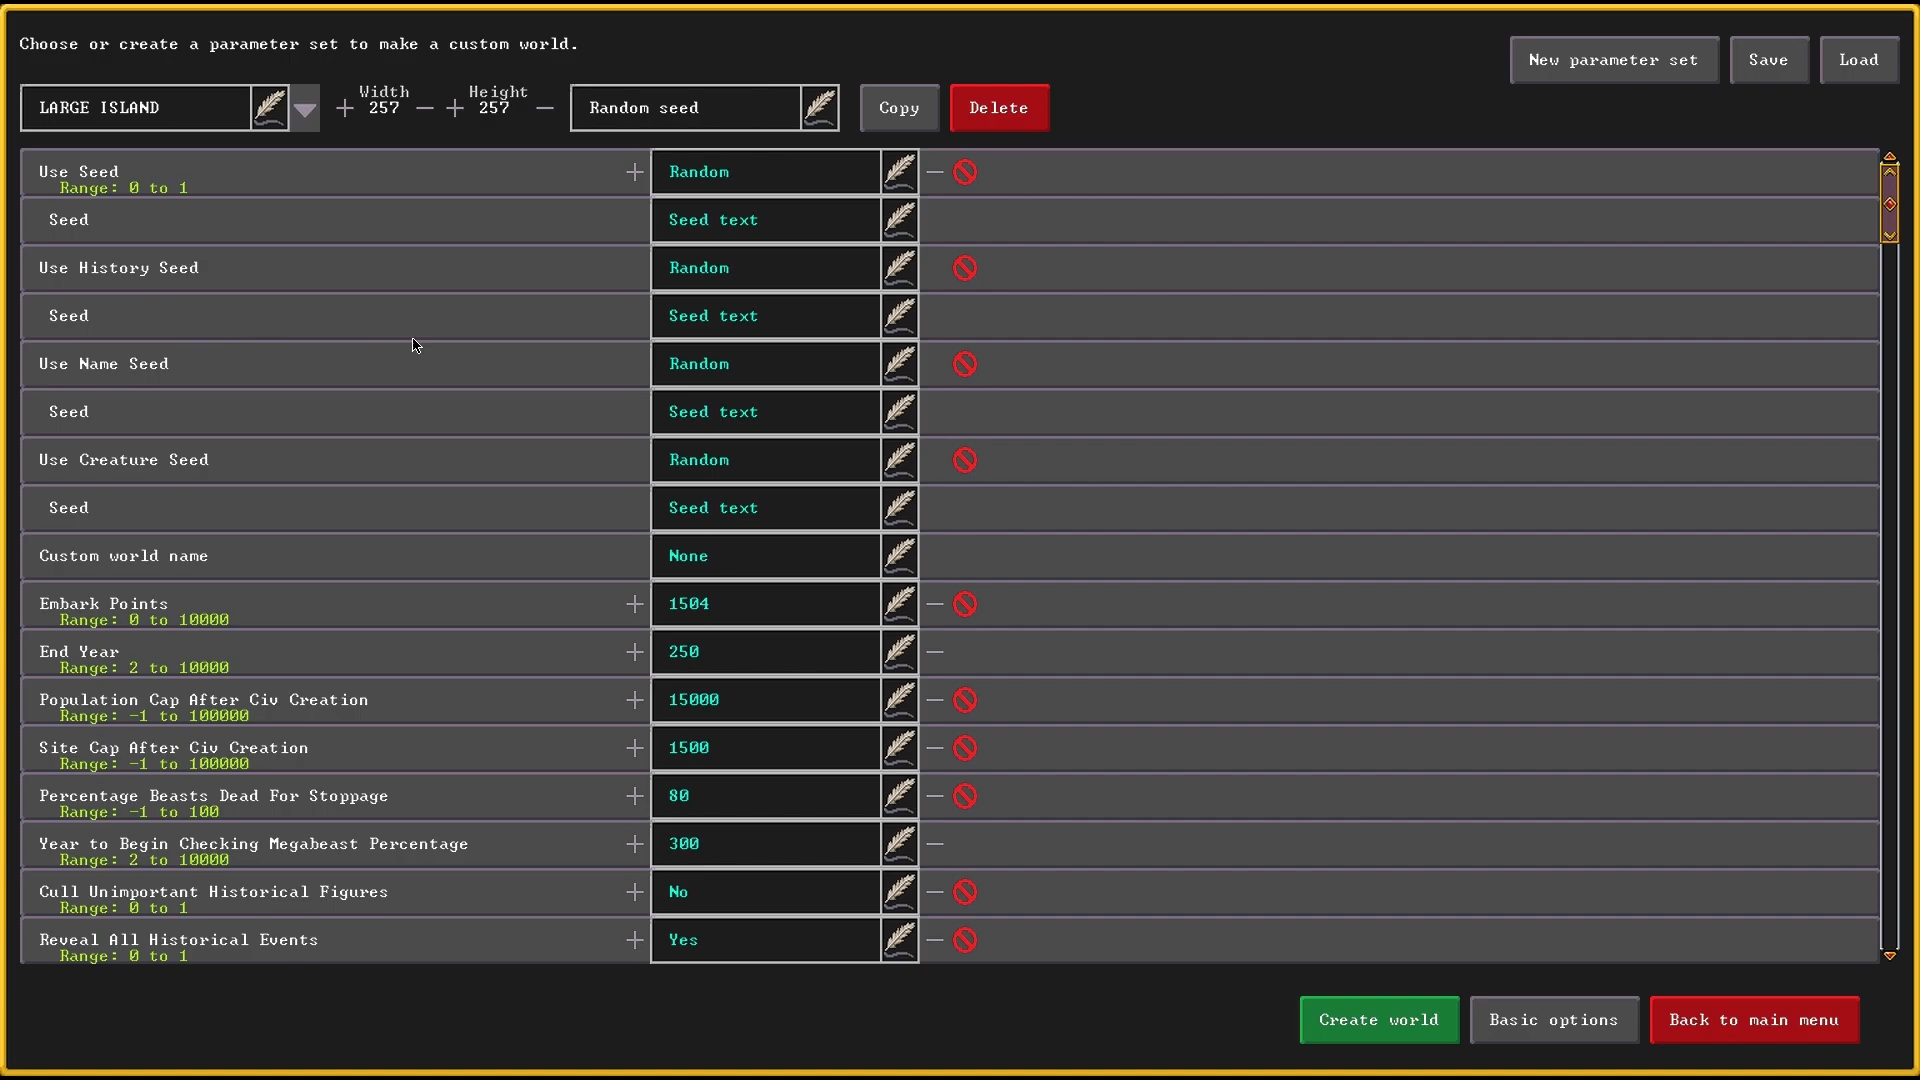 Choose or create a parameter set to make a custom world.
New parameter set
Save
Load
LARGE ISLAND
Width
257
Height
257
Random seed
Copy
Delete
Use Seed
Range: 0 to 1
Random
Seed
Seed text
Use History Seed
Random
Seed
Seed text
Use Name Seed
Random
Seed
Seed text
Use Creature Seed
Random
Seed
Seed text
Custom world name
None
Embark Points
Range: 0 to 10000
1504
End Year
Range: 2 to 10000
250
Population Cap After Civ Creation
Range: -1 to 100000
15000
Site Cap After Civ Creation
Range: -1 to 100000
1500
Percentage Beasts Dead For Stoppage
Range: -1 to 100
80
Year to Begin Checking Megabeast Percentage
Range: 2 to 10000
300
Cull Unimportant Historical Figures
Range: 0 to 1
No
Reveal All Historical Events
Range: 0 to 1
Yes
Create world
Basic options
Back to main menu